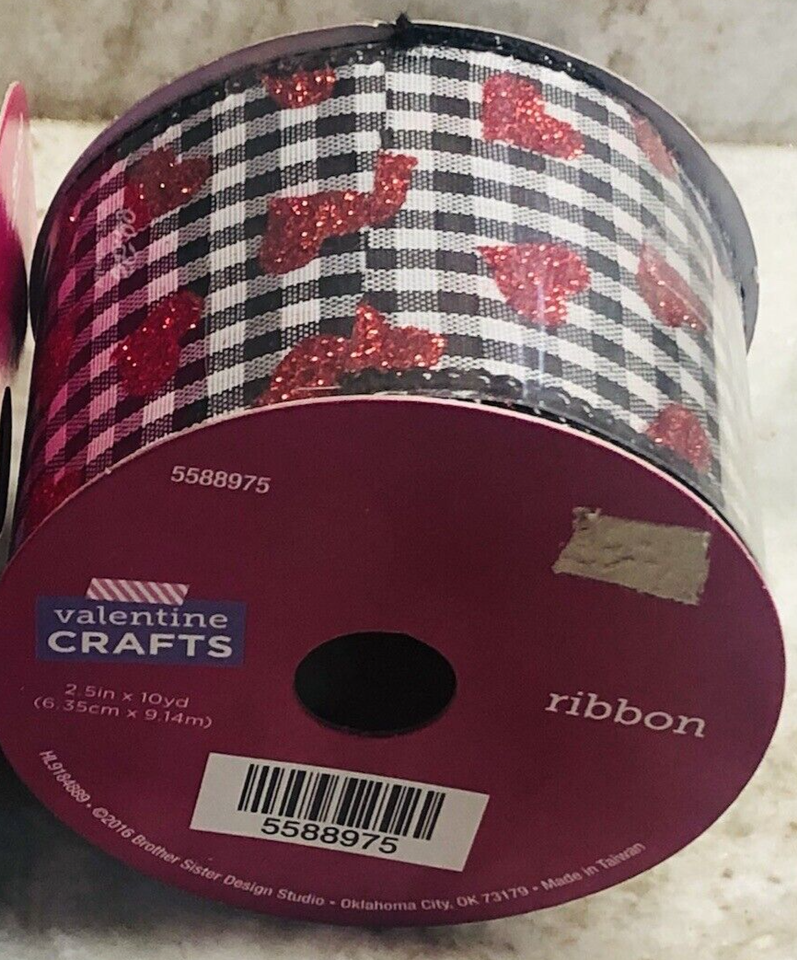 5588975
valentine
CRAFTS
2.5in x 10yd
(6.35cm x 9.14m)
ribbon
5588975
HL9184889 • ©2016 Brother Sister Design Studio • Oklahoma City, OK 73179 • Made in Taiwan